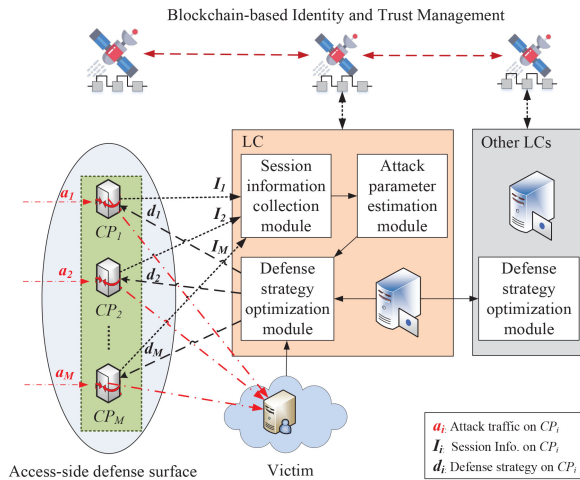 Blockchain-based Identity and Trust Management
LC
Other LCs
Session
information
collection
module
Attack
parameter
estimation
module
Defense
strategy
optimization
module
Defense
strategy
optimization
module
a1
a2
aM
CP1
CP2
CPM
I1
I2
IM
d1
d2
dM
Access-side defense surface
Victim
ai: Attack traffic on CPi
Ii: Session Info. on CPi
di: Defense strategy on CPi